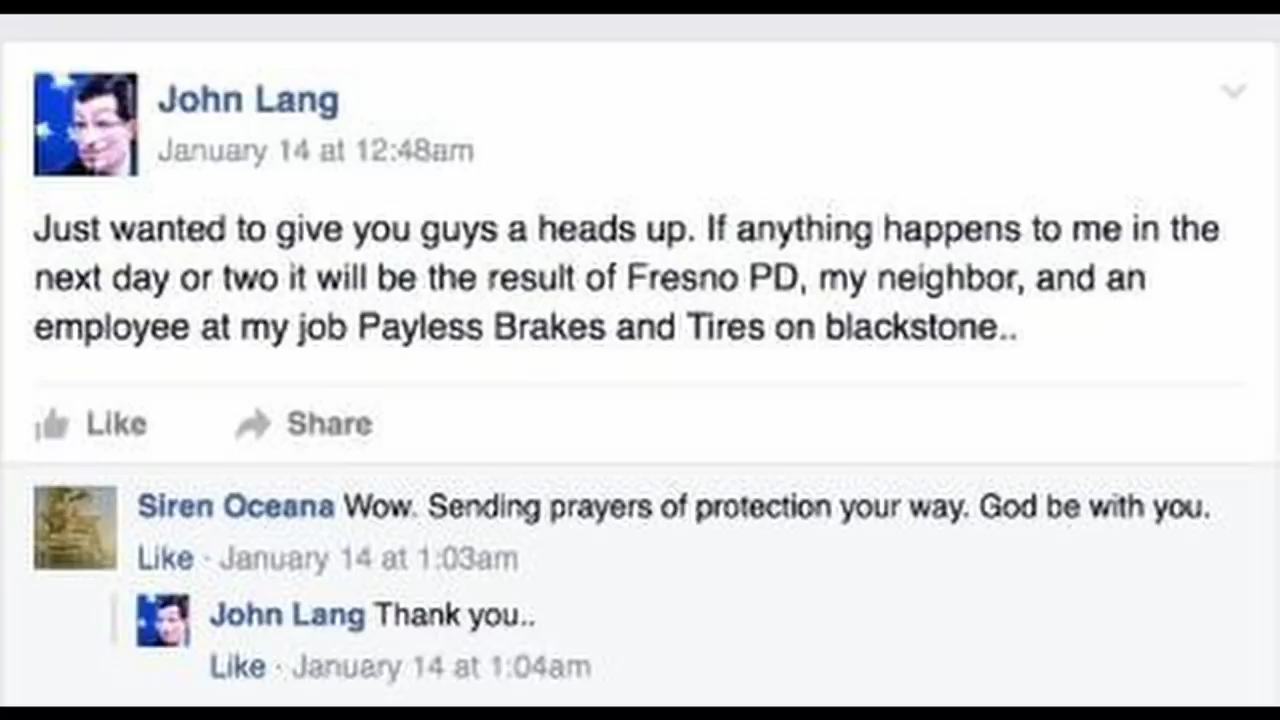 John Lang
January 14 at 12:48am
Just wanted to give you guys a heads up. If anything happens to me in the
next day or two it will be the result of Fresno PD, my neighbor, and an
employee at my job Payless Brakes and Tires on blackstone..
Like Share
Siren Oceana Wow. Sending prayers of protection your way. God be with you.
Like · January 14 at 1:03am
John Lang Thank you..
Like · January 14 at 1:04am